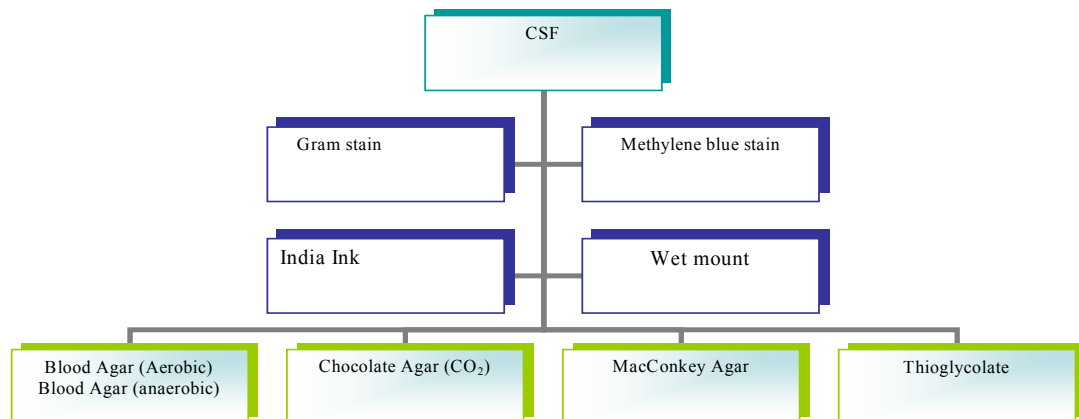 CSF
Gram stain
Methylene blue stain
India Ink
Wet mount
Blood Agar (Aerobic)
Blood Agar (anaerobic)
Chocolate Agar (CO₂)
MacConkey Agar
Thioglycolate